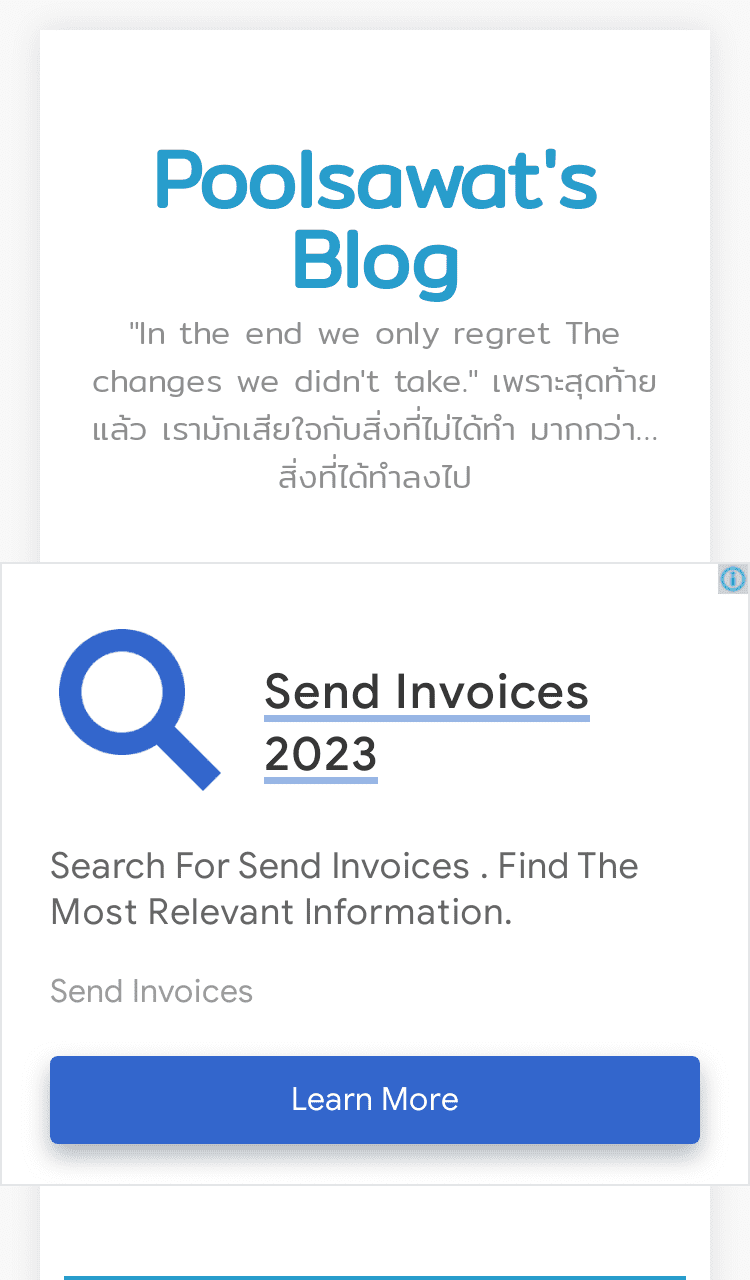 Poolsawat's
Blog
"In the end we only regret The
changes we didn't take." เพราะสุดท้าย
แล้ว เรามักเสียใจกับสิ่งที่ไม่ได้ทำ มากกว่า...
สิ่งที่ได้ทำลงไป
Send Invoices
2023
Search For Send Invoices . Find The
Most Relevant Information.
Send Invoices
Learn More